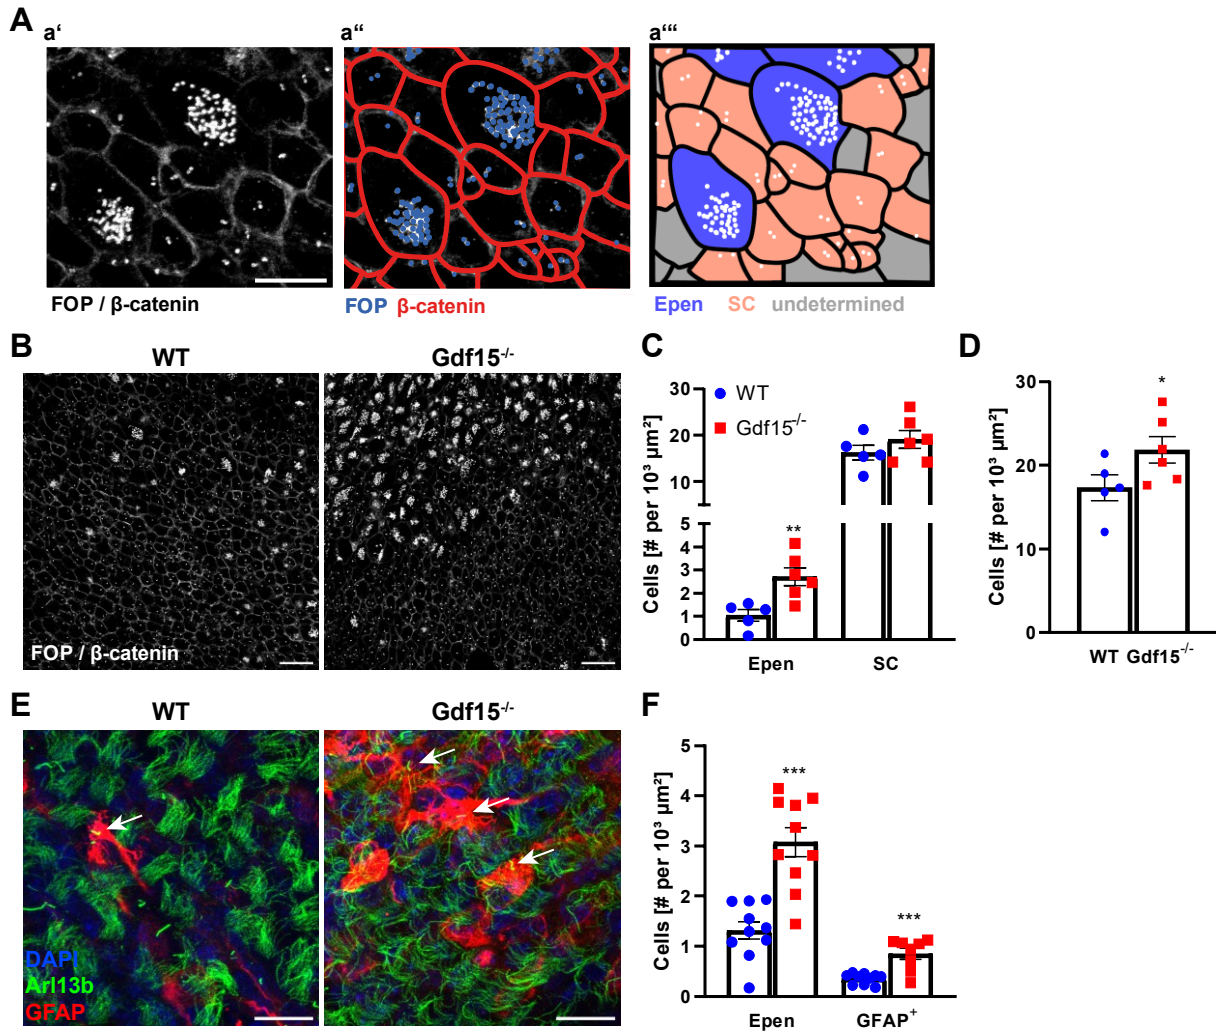 A
a' a'' a'''
FOP / β-catenin
FOP β-catenin
Epen SC undetermined
B
WT Gdf15-/-
FOP / β-catenin
C
Cells [# per 10³ µm²]
30
20
10
5
4
3
2
1
0
WT
Gdf15-/-
**
Epen SC
D
Cells [# per 10³ µm²]
30
20
10
0
*
WT Gdf15-/-
E
WT Gdf15-/-
DAPI
Arl13b
GFAP
F
Cells [# per 10³ µm²]
5
4
3
2
1
0
***
***
Epen GFAP+